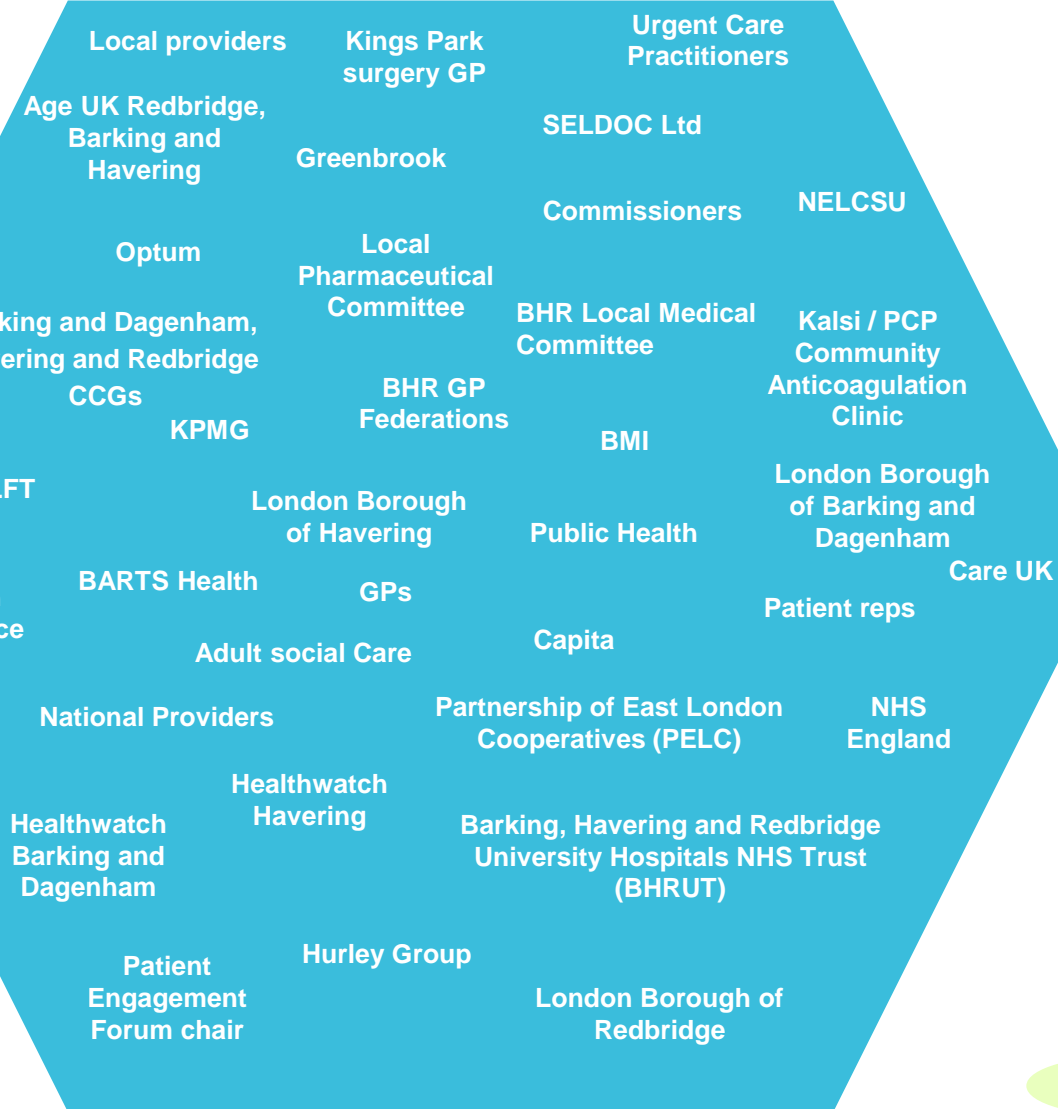 Local providers
Kings Park
surgery GP
Urgent Care
Practitioners
Age UK Redbridge,
Barking and
Havering
Greenbrook
SELDOC Ltd
Commissioners
NELCSU
Optum
Local
Pharmaceutical
Committee
BHR Local Medical
Committee
Kalsi / PCP
Community
Anticoagulation
Clinic
king and Dagenham,
ering and Redbridge
CCGs
BHR GP
Federations
KPMG
BMI
London Borough
of Barking and
Dagenham
FT
London Borough
of Havering
Public Health
Care UK
BARTS Health
GPs
Patient reps
ce
Adult social Care
Capita
National Providers
Partnership of East London
Cooperatives (PELC)
NHS
England
Healthwatch
Havering
Healthwatch
Barking and
Dagenham
Barking, Havering and Redbridge
University Hospitals NHS Trust
(BHRUT)
Hurley Group
Patient
Engagement
Forum chair
London Borough of
Redbridge